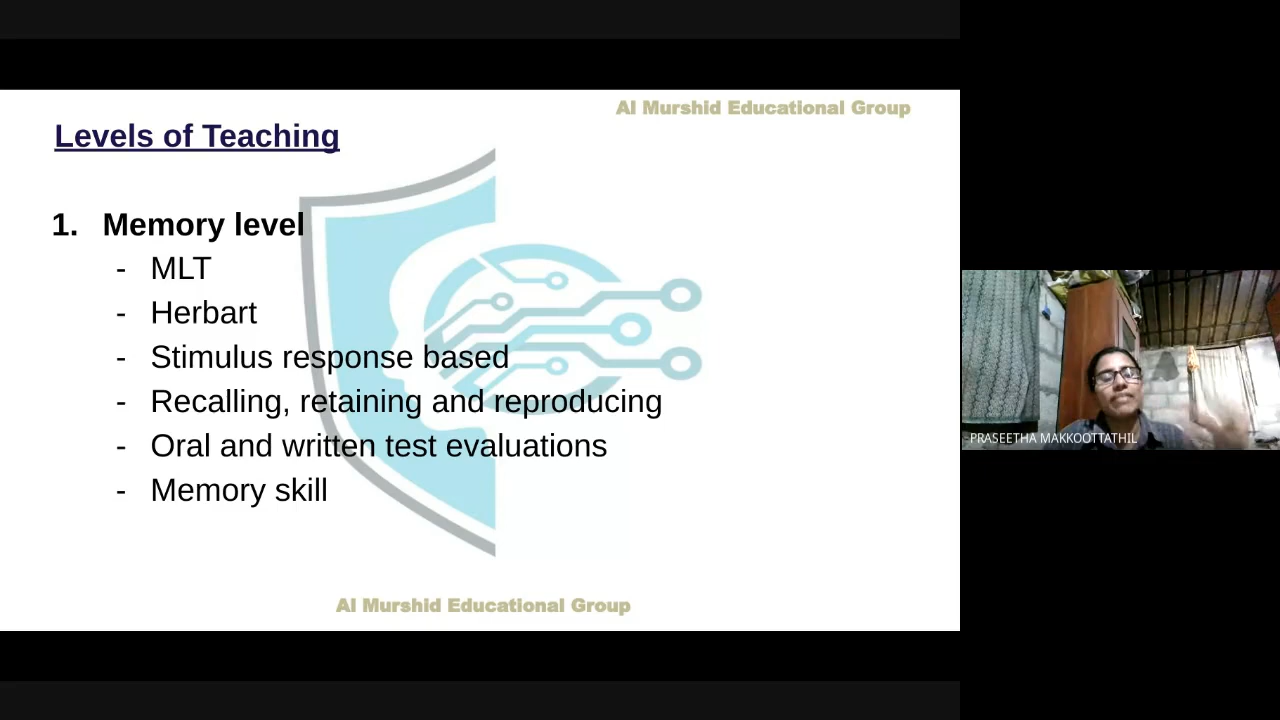 Al Murshid Educational Group
Levels of Teaching
1. Memory level
- MLT
- Herbart
- Stimulus response based
- Recalling, retaining and reproducing
- Oral and written test evaluations
- Memory skill
Al Murshid Educational Group
PRASEETHA MAKKOOTTATHIL